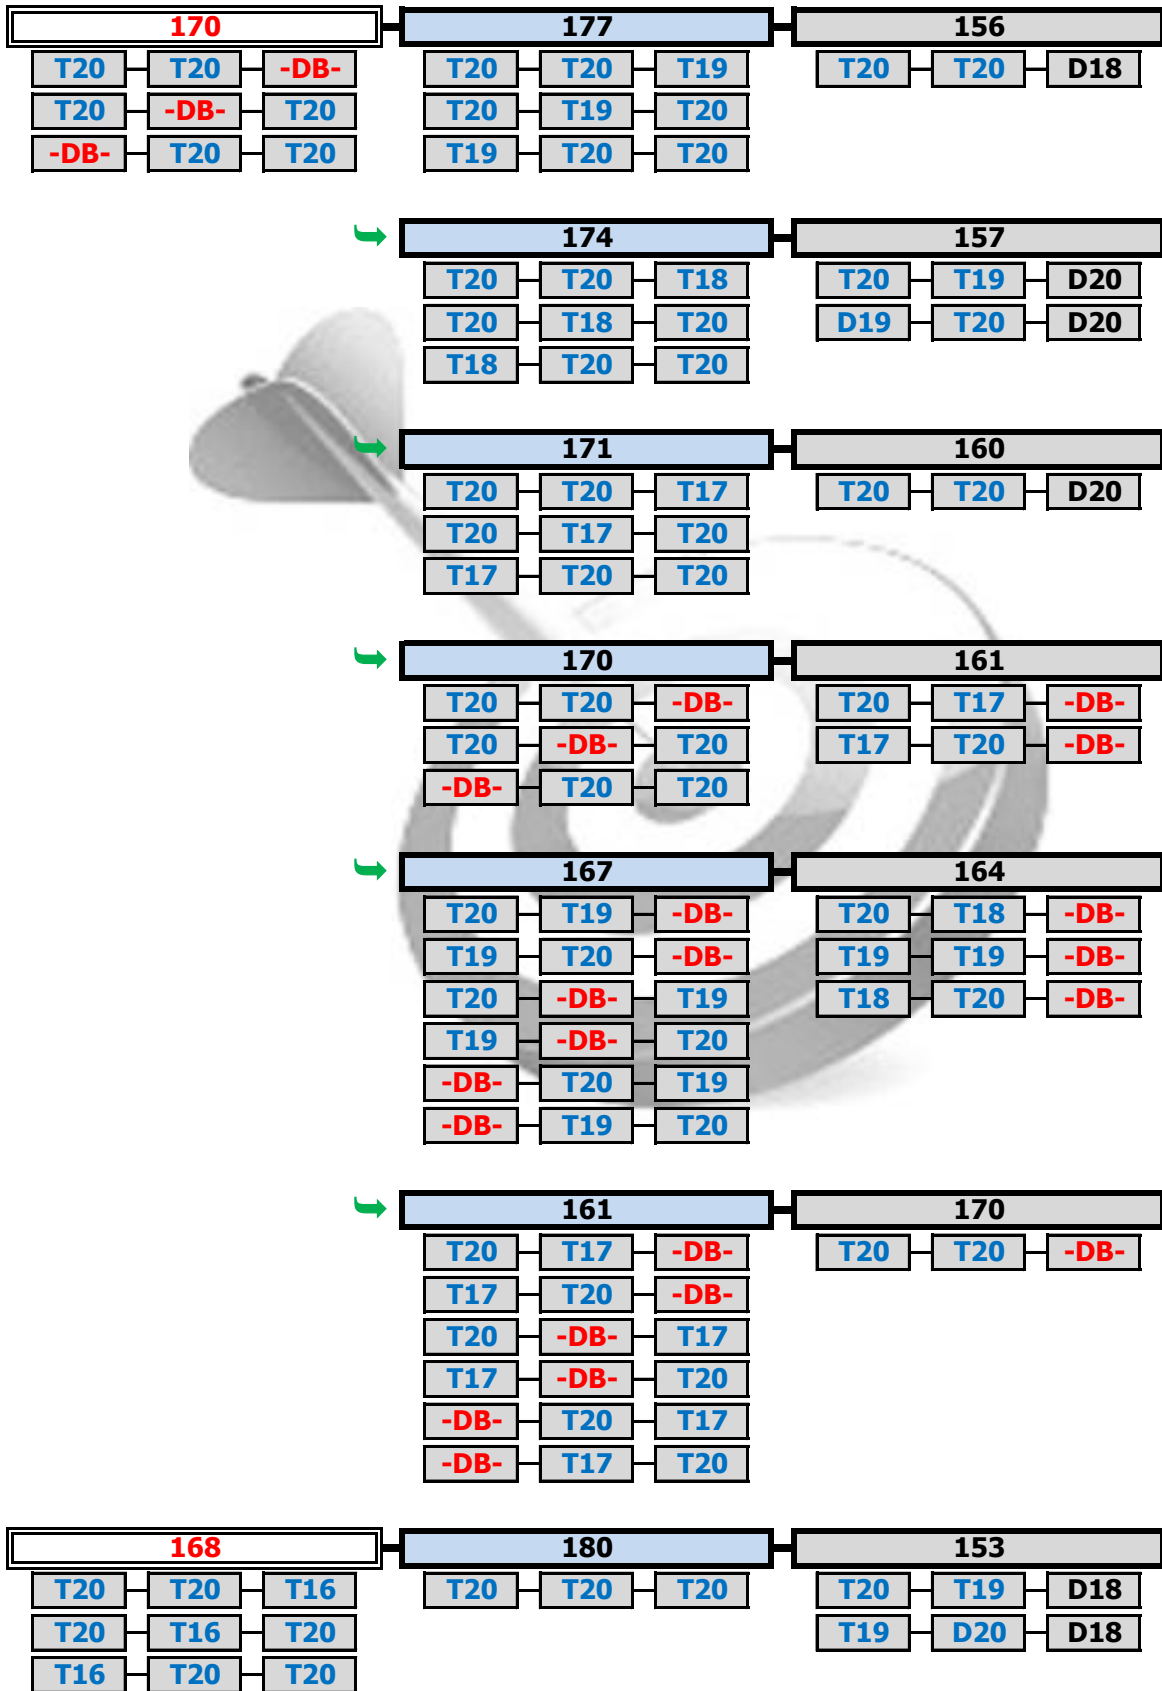 170 177 156
T20 T20 -DB- T20 T20 T19 T20 T20 D18
T20 -DB- T20 T20 T19 T20
-DB- T20 T20 T19 T20 T20
174 157
T20 T20 T18 T20 T19 D20
T20 T18 T20 D19 T20 D20
T18 T20 T20
171 160
T20 T20 T17 T20 T20 D20
T20 T17 T20
T17 T20 T20
170 161
T20 T20 -DB- T20 T17 -DB-
T20 -DB- T20 T17 T20 -DB-
-DB- T20 T20
167 164
T20 T19 -DB- T20 T18 -DB-
T19 T20 -DB- T19 T19 -DB-
T20 -DB- T19 T18 T20 -DB-
T19 -DB- T20
-DB- T20 T19
-DB- T19 T20
161 170
T20 T17 -DB- T20 T20 -DB-
T17 T20 -DB-
T20 -DB- T17
T17 -DB- T20
-DB- T20 T17
-DB- T17 T20
168 180 153
T20 T20 T16 T20 T20 T20 T20 T19 D18
T20 T16 T20 T19 D20 D18
T16 T20 T20